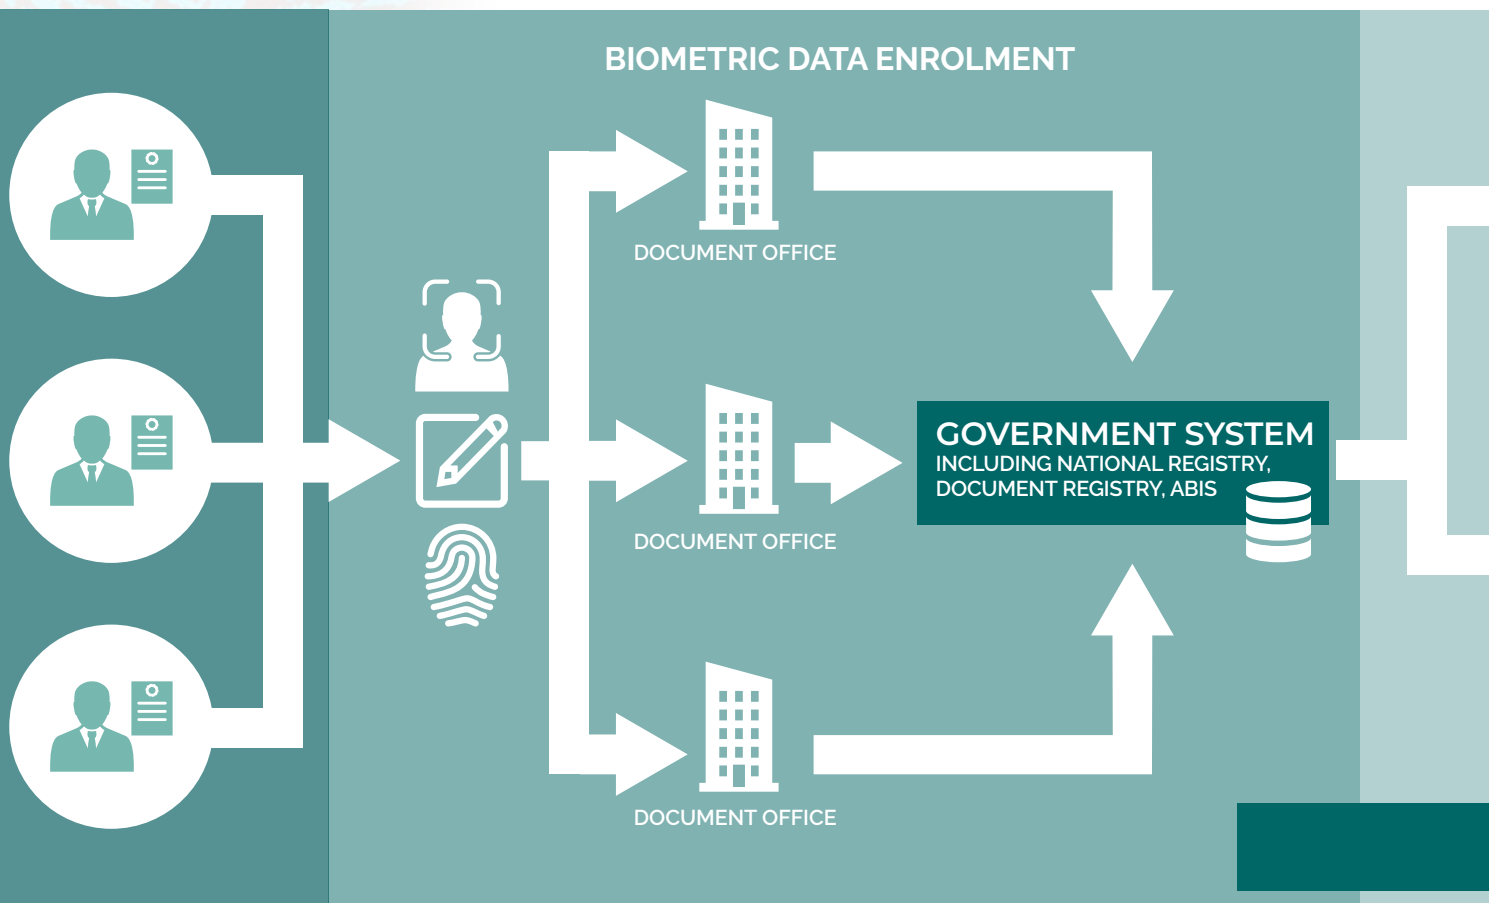 BIOMETRIC DATA ENROLMENT
DOCUMENT OFFICE
DOCUMENT OFFICE
GOVERNMENT SYSTEM
INCLUDING NATIONAL REGISTRY,
DOCUMENT REGISTRY, ABIS
DOCUMENT OFFICE